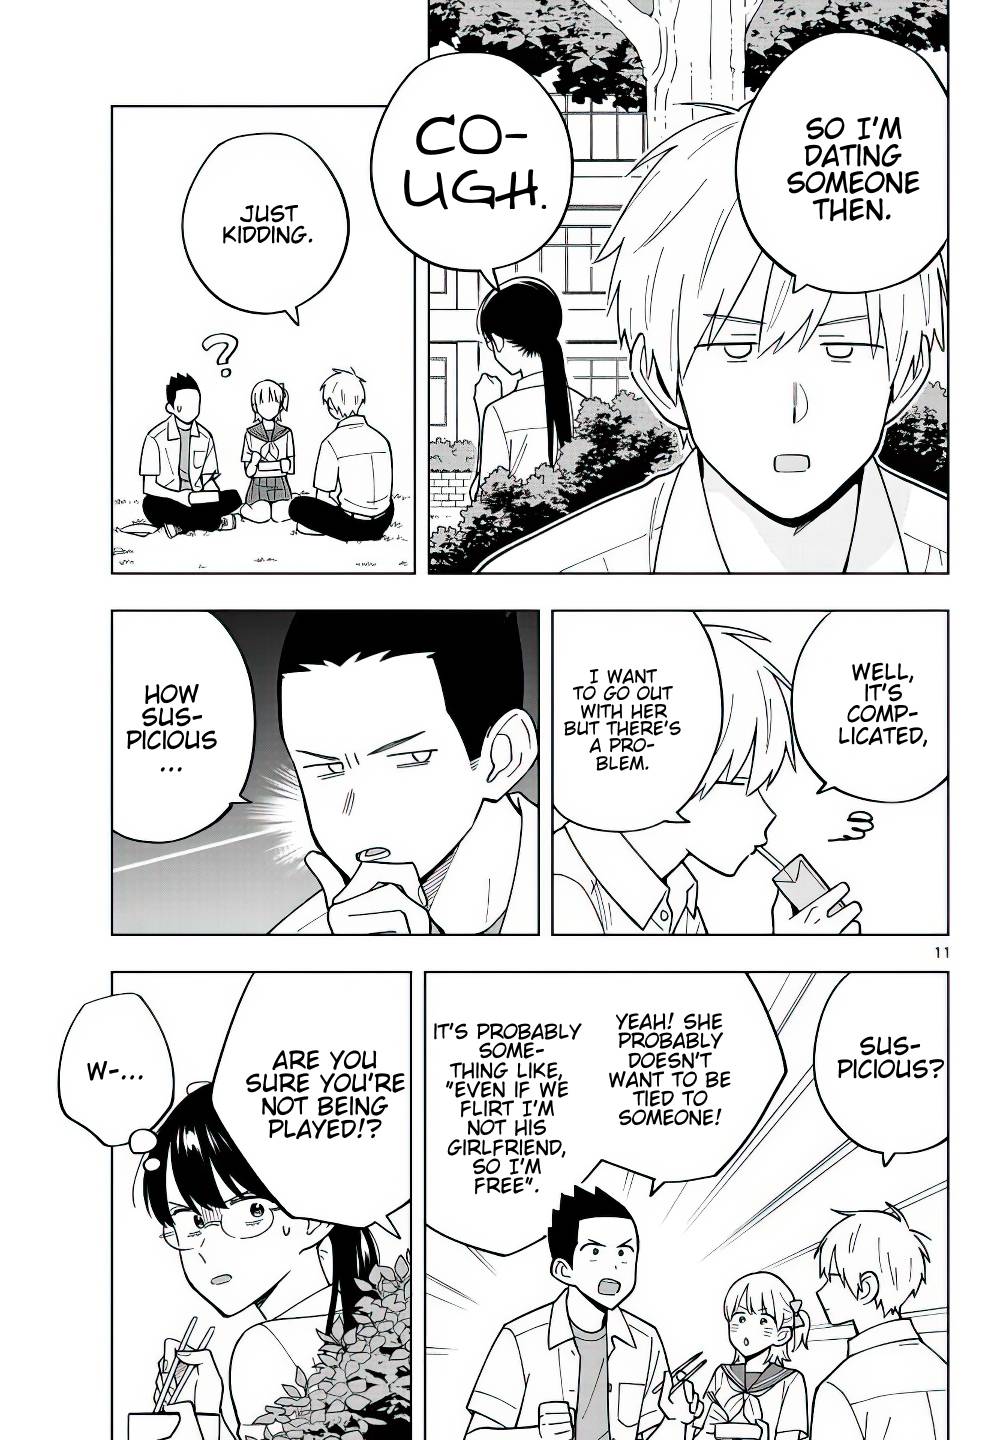 SO I'M
DATING
SOMEONE
THEN.
CO-
UGH.
JUST
KIDDING.
?
WELL,
IT'S
COMP-
LICATED,
I WANT
TO GO OUT
WITH HER
BUT THERE'S
A PRO-
BLEM.
HOW
SUS-
PICIOUS
...
11
SUS-
PICIOUS?
YEAH! SHE
PROBABLY
DOESN'T
WANT TO BE
TIED TO
SOMEONE!
IT'S PROBABLY
SOME-
THING LIKE,
"EVEN IF WE
FLIRT I'M
NOT HIS
GIRLFRIEND,
SO I'M
FREE".
ARE YOU
SURE YOU'RE
NOT BEING
PLAYED!?
W-...